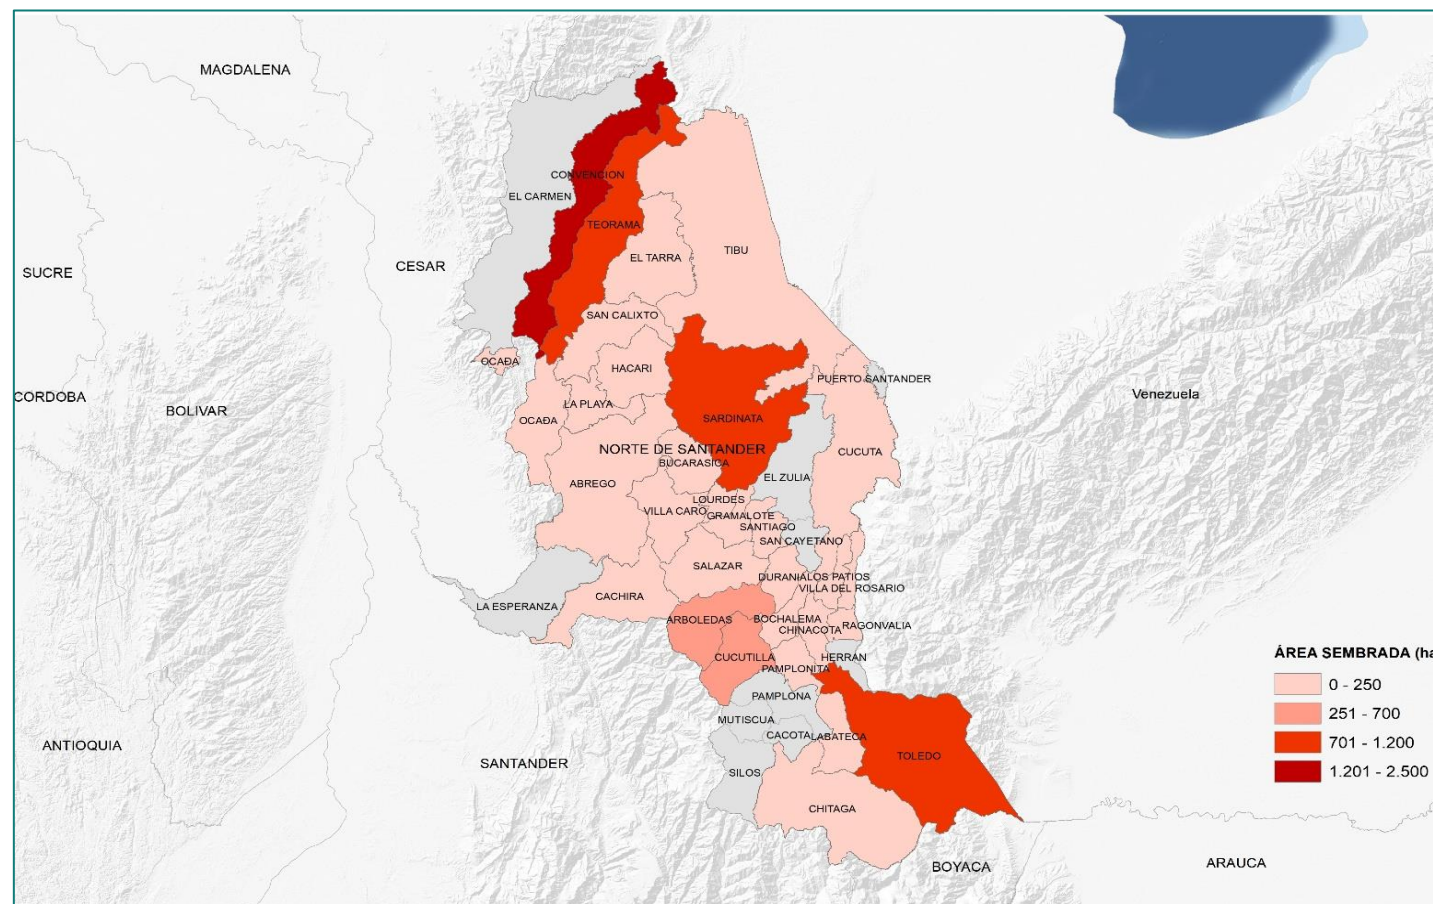 MAGDALENA
CONVENCION
EL CARMEN
TEORAMA
TIBU
EL TARRA
CESAR
SUCRE
SAN CALIXTO
OCAÐA
HACARI
PUERTO SANTANDER
Venezuela
CORDOBA
LA PLAYA
BOLIVAR
OCAÐA
SARDINATA
NORTE DE SANTANDER
CUCUTA
BUCARASICA
EL ZULIA
ABREGO
LOURDES
VILLA CARO
GRAMALOTE
SANTIAGO
SAN CAYETANO
SALAZAR
DURANIA
LOS PATIOS
VILLA DEL ROSARIO
CACHIRA
LA ESPERANZA
ARBOLEDAS
BOCHALEMA
RAGONVALIA
CHINACOTA
CUCUTILLA
HERRAN
PAMPLONITA
PAMPLONA
MUTISCUA
CACOTA
LABATECA
ANTIOQUIA
TOLEDO
SANTANDER
SILOS
CHITAGA
BOYACA
ARAUCA
ÁREA SEMBRADA (ha
0 - 250
251 - 700
701 - 1.200
1.201 - 2.500